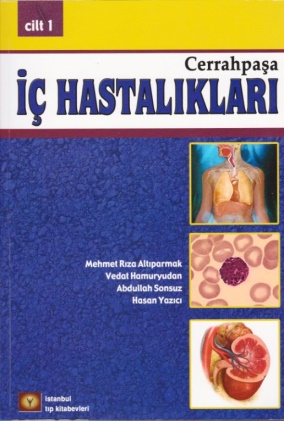 cilt 1
Cerrahpaşa
İÇ HASTALIKLARI
Mehmet Rıza Altıparmak
Vedat Hamuryudan
Abdullah Sonsuz
Hasan Yazıcı
istanbul
tıp kitabevleri